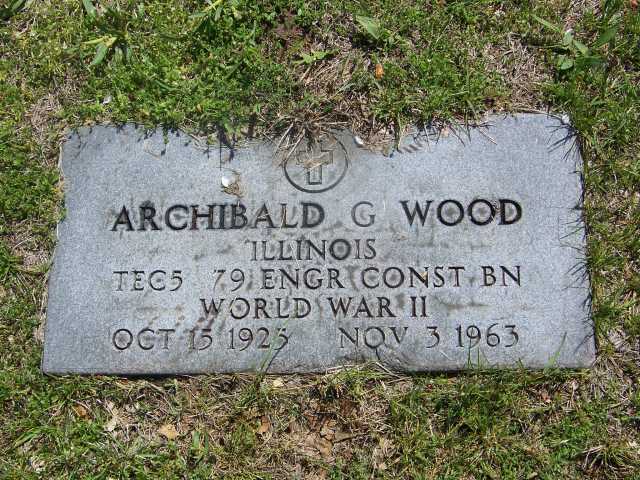 ARCHIBALD G WOOD
ILLINOIS
TEC5 79 ENGR CONST BN
WORLD WAR II
OCT 15 1925 NOV 3 1963